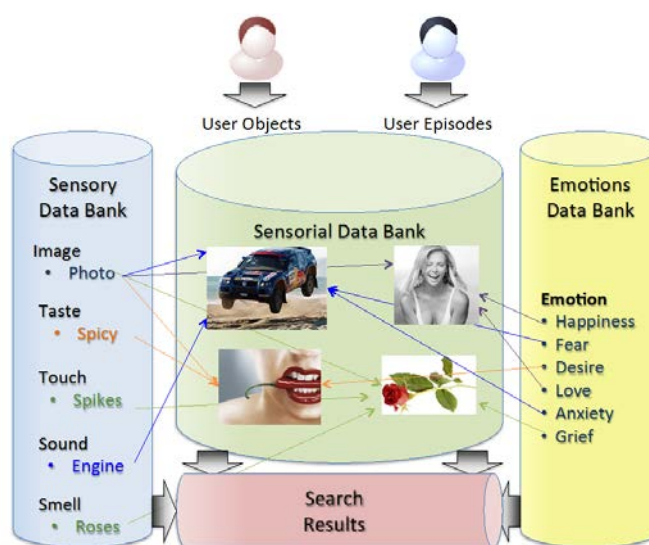 User Objects
User Episodes
Sensory
Data Bank
Image
• Photo
Taste
• Spicy
Touch
• Spikes
Sound
• Engine
Smell
• Roses
Sensorial Data Bank
Emotions
Data Bank
Emotion
• Happiness
• Fear
• Desire
• Love
• Anxiety
• Grief
Search
Results